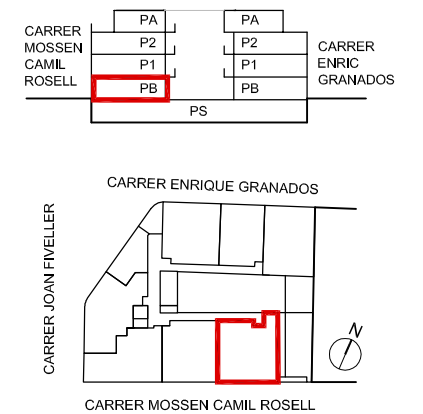 PA PA
CARRER
MOSSEN
CAMIL
ROSELL
P2 P2
P1 P1
PB PB
CARRER
ENRIC
GRANADOS
PS
CARRER ENRIQUE GRANADOS
CARRER JOAN FIVELLER
N
CARRER MOSSEN CAMIL ROSELL